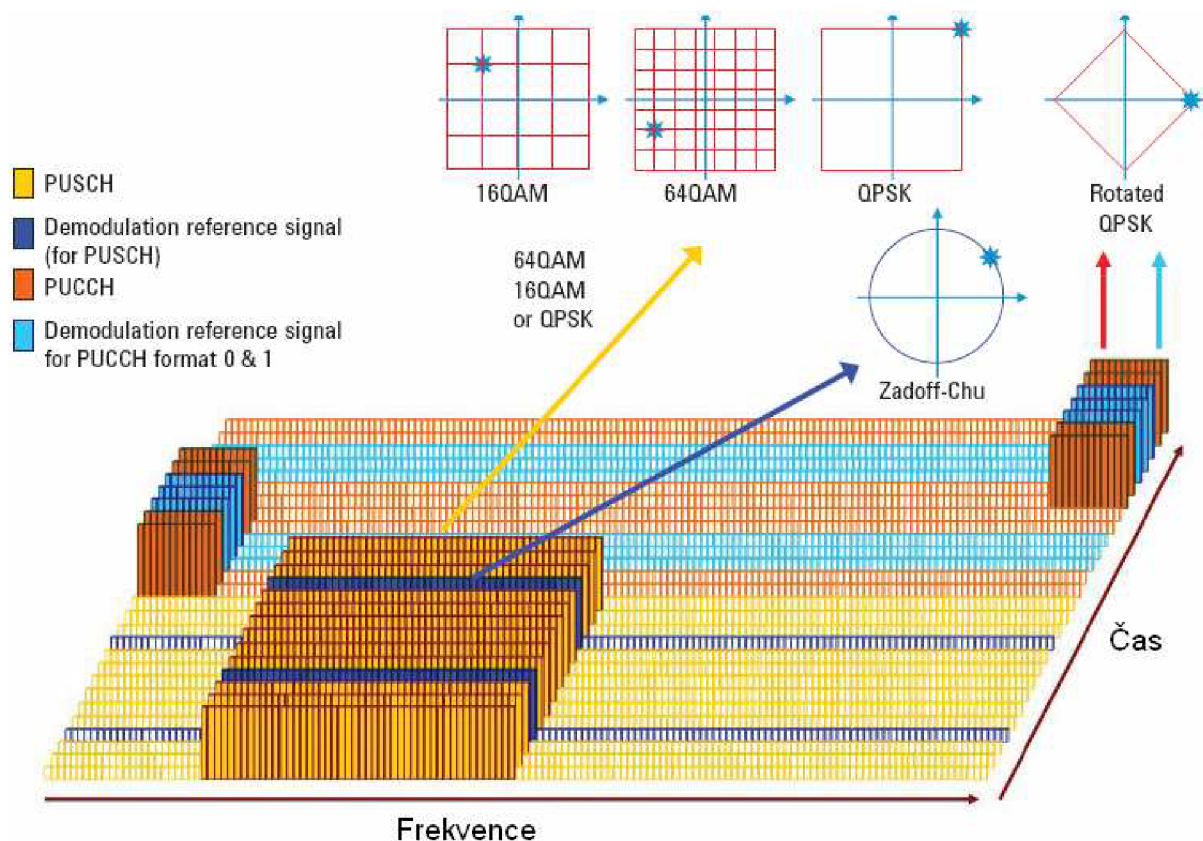 16QAM
64QAM
QPSK
Rotated
QPSK
PUSCH
Demodulation reference signal
(for PUSCH)
PUCCH
Demodulation reference signal
for PUCCH format 0 & 1
64QAM
16QAM
or QPSK
Zadoff-Chu
Čas
Frekvence